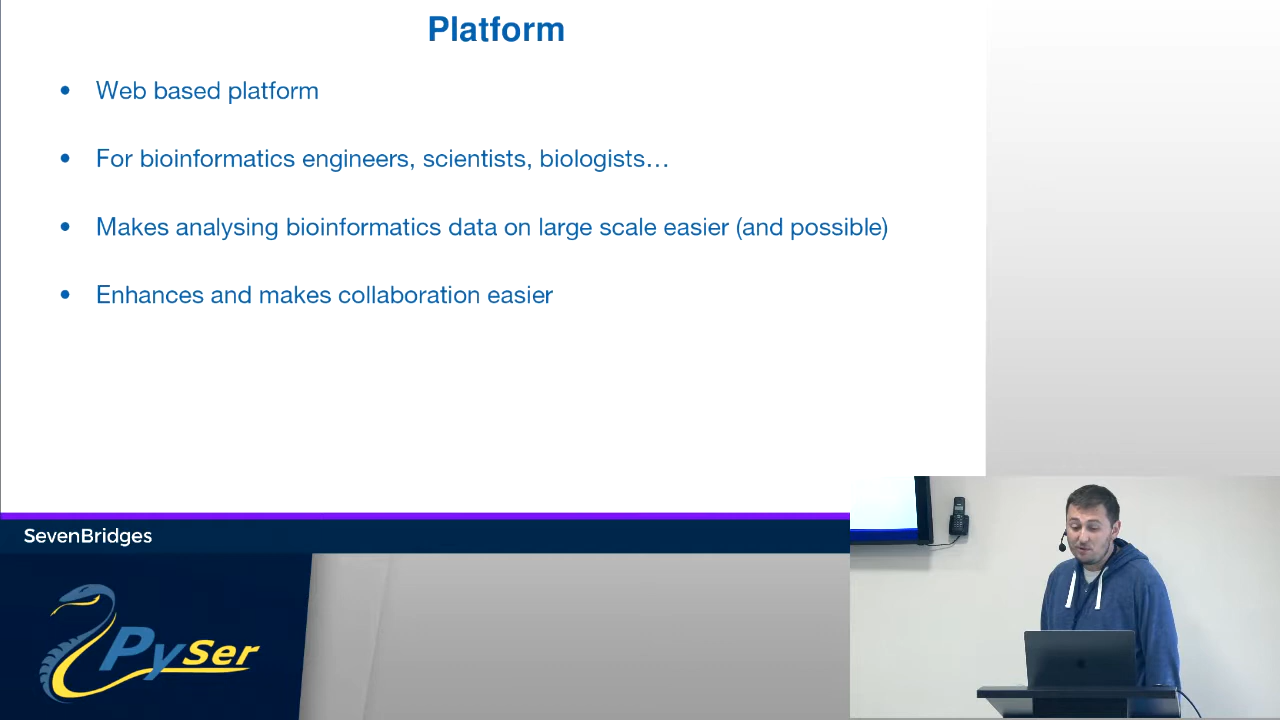 Platform
• Web based platform
• For bioinformatics engineers, scientists, biologists…
• Makes analysing bioinformatics data on large scale easier (and possible)
• Enhances and makes collaboration easier
SevenBridges
PySer